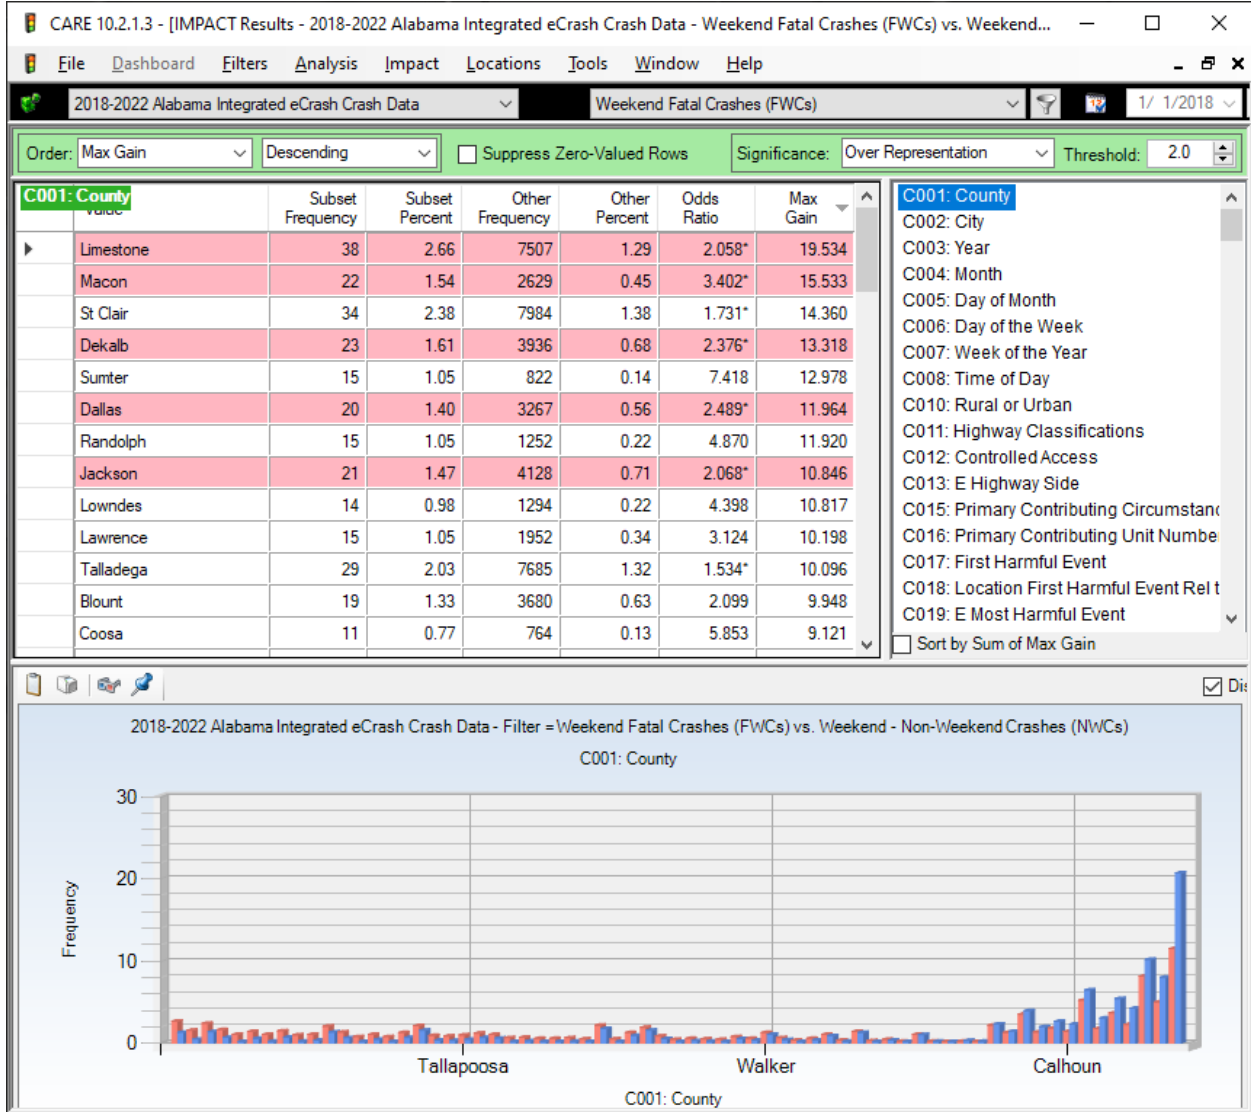 CARE 10.2.1.3 - [IMPACT Results - 2018-2022 Alabama Integrated eCrash Crash Data - Weekend Fatal Crashes (FWCs) vs. Weekend...
File Dashboard Filters Analysis Impact Locations Tools Window Help
2018-2022 Alabama Integrated eCrash Crash Data Weekend Fatal Crashes (FWCs) 1/ 1/2018
Order: Max Gain Descending Suppress Zero-Valued Rows Significance: Over Representation Threshold: 2.0
C001: County Subset Frequency Subset Percent Other Frequency Other Percent Odds Ratio Max Gain
Limestone 38 2.66 7507 1.29 2.058* 19.534
Macon 22 1.54 2629 0.45 3.402* 15.533
St Clair 34 2.38 7984 1.38 1.731* 14.360
Dekalb 23 1.61 3936 0.68 2.376* 13.318
Sumter 15 1.05 822 0.14 7.418 12.978
Dallas 20 1.40 3267 0.56 2.489* 11.964
Randolph 15 1.05 1252 0.22 4.870 11.920
Jackson 21 1.47 4128 0.71 2.068* 10.846
Lowndes 14 0.98 1294 0.22 4.398 10.817
Lawrence 15 1.05 1952 0.34 3.124 10.198
Talladega 29 2.03 7685 1.32 1.534* 10.096
Blount 19 1.33 3680 0.63 2.099 9.948
Coosa 11 0.77 764 0.13 5.853 9.121
C001: County
C002: City
C003: Year
C004: Month
C005: Day of Month
C006: Day of the Week
C007: Week of the Year
C008: Time of Day
C010: Rural or Urban
C011: Highway Classifications
C012: Controlled Access
C013: E Highway Side
C015: Primary Contributing Circumstanc
C016: Primary Contributing Unit Numbe
C017: First Harmful Event
C018: Location First Harmful Event Rel t
C019: E Most Harmful Event
Sort by Sum of Max Gain
Dis
2018-2022 Alabama Integrated eCrash Crash Data - Filter = Weekend Fatal Crashes (FWCs) vs. Weekend - Non-Weekend Crashes (NWCs)
C001: County
30
20
10
0
Frequency
Tallapoosa Walker Calhoun
C001: County